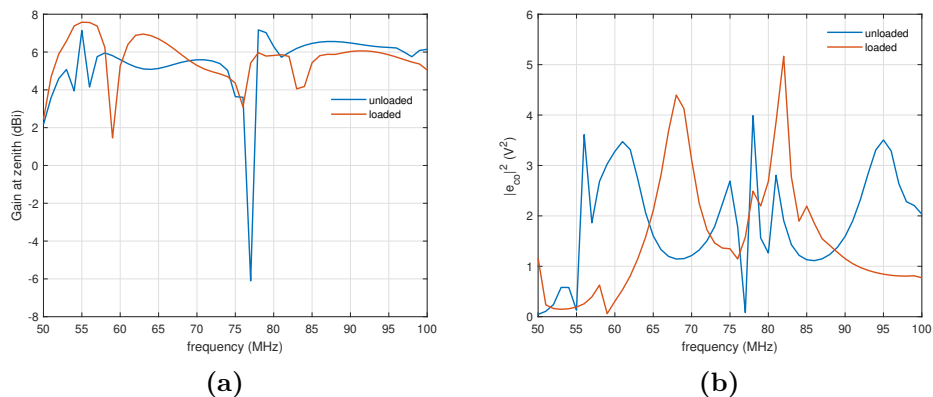 8
6
4
2
0
-2
-4
-6
-8
Gain at zenith (dBi)
50 55 60 65 70 75 80 85 90 95 100
frequency (MHz)
unloaded
loaded
(a)
6
5
4
3
2
1
0
|e_co|² (V²)
50 55 60 65 70 75 80 85 90 95 100
frequency (MHz)
unloaded
loaded
(b)